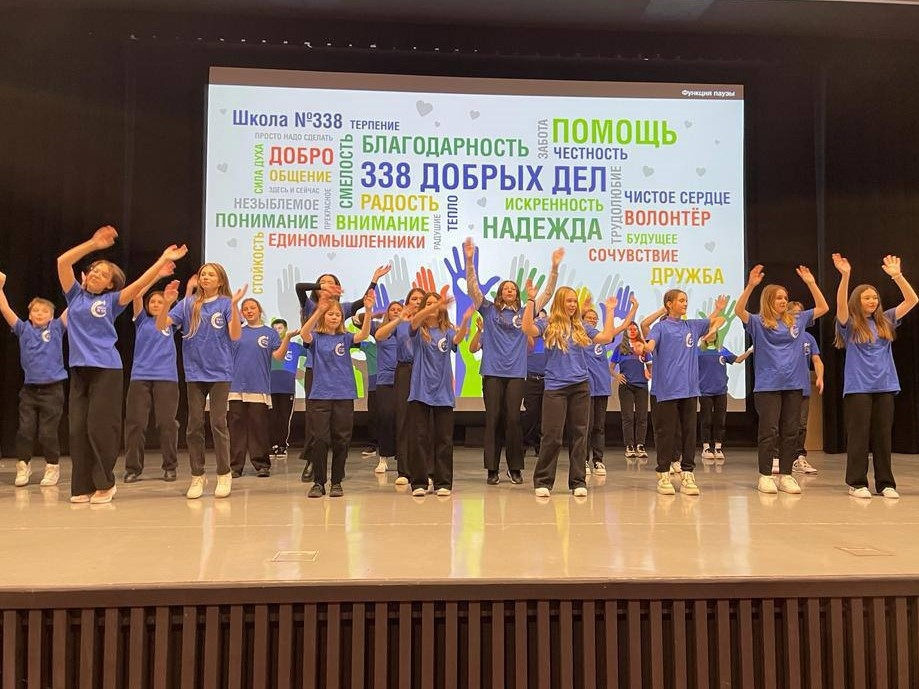 Функция паузы
Школа №338
ТЕРПЕНИЕ
ПРОСТО НАДО СДЕЛАТЬ
СИЛА ДУХА
ДОБРО
СМЕЛОСТЬ
БЛАГОДАРНОСТЬ
ЗАБОТА
ПОМОЩЬ
ЧЕСТНОСТЬ
ОБЩЕНИЕ
338 ДОБРЫХ ДЕЛ
ТРУДОЛЮБИЕ
ЗДЕСЬ И СЕЙЧАС
НЕЗЫБЛЕМОЕ
ПРЕКРАСНОЕ
РАДОСТЬ
ТЕПЛО
ИСКРЕННОСТЬ
ЧИСТОЕ СЕРДЦЕ
ПОНИМАНИЕ
ВНИМАНИЕ
РАДУШИЕ
НАДЕЖДА
ВОЛОНТЁР
СТОЙКОСТЬ
ЕДИНОМЫШЛЕННИКИ
БУДУЩЕЕ
СОЧУВСТВИЕ
ДРУЖБА